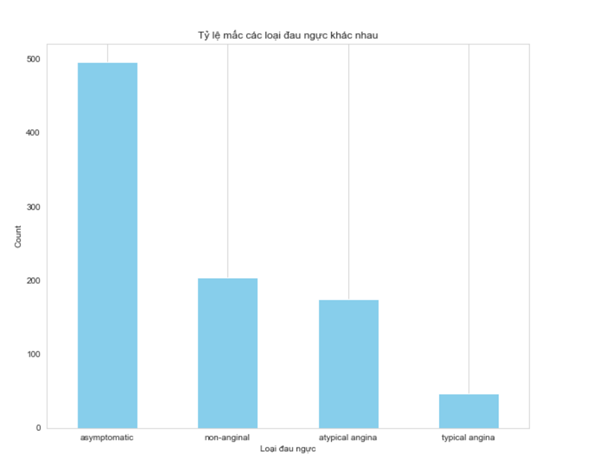 Tỷ lệ mắc các loại đau ngực khác nhau
500
400
300
200
100
0
Count
asymptomatic non-anginal atypical angina typical angina
Loại đau ngực